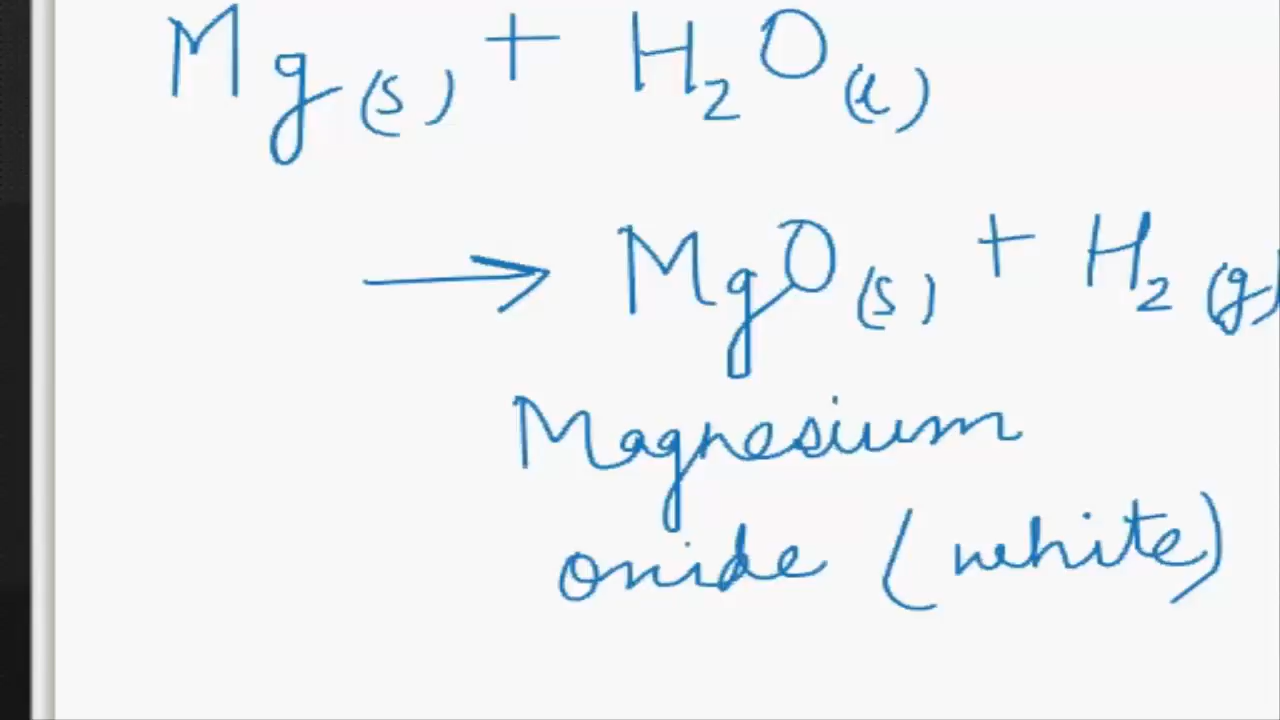 Mg(s) + H₂O(l)
→ MgO(s) + H₂(g)
Magnesium
oxide (white)